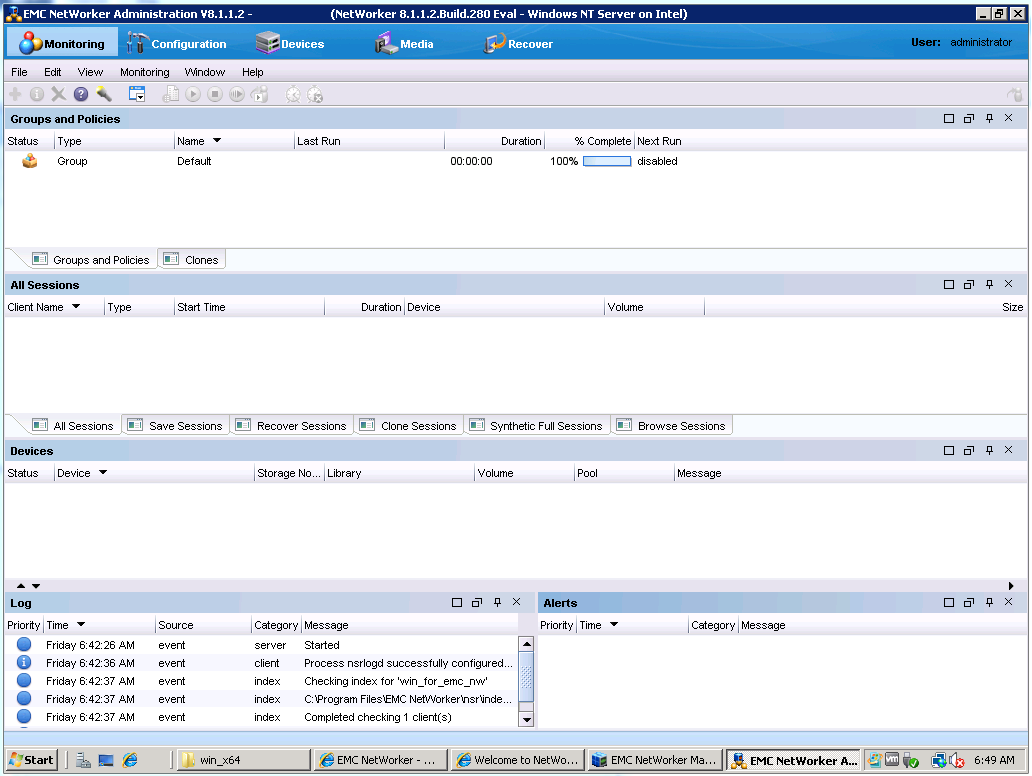 EMC NetWorker Administration V8.1.1.2 - (NetWorker 8.1.1.2.Build.280 Eval - Windows NT Server on Intel)
Monitoring Configuration Devices Media Recover User: administrator
File Edit View Monitoring Window Help
Groups and Policies
Status Type Name Last Run Duration % Complete Next Run
Group Default 00:00:00 100% disabled
Groups and Policies Clones
All Sessions
Client Name Type Start Time Duration Device Volume Size
All Sessions Save Sessions Recover Sessions Clone Sessions Synthetic Full Sessions Browse Sessions
Devices
Status Device Storage No... Library Volume Pool Message
Log
Priority Time Source Category Message
Friday 6:42:26 AM event server Started
Friday 6:42:36 AM event client Process nsrlogd successfully configured...
Friday 6:42:37 AM event index Checking index for 'win_for_emc_nw'
Friday 6:42:37 AM event index C:\Program Files\EMC NetWorker\nsr\inde...
Friday 6:42:37 AM event index Completed checking 1 client(s)
Alerts
Priority Time Category Message
Start win_x64 EMC NetWorker - ... Welcome to NetWo... EMC NetWorker Ma... EMC NetWorker A... 6:49 AM